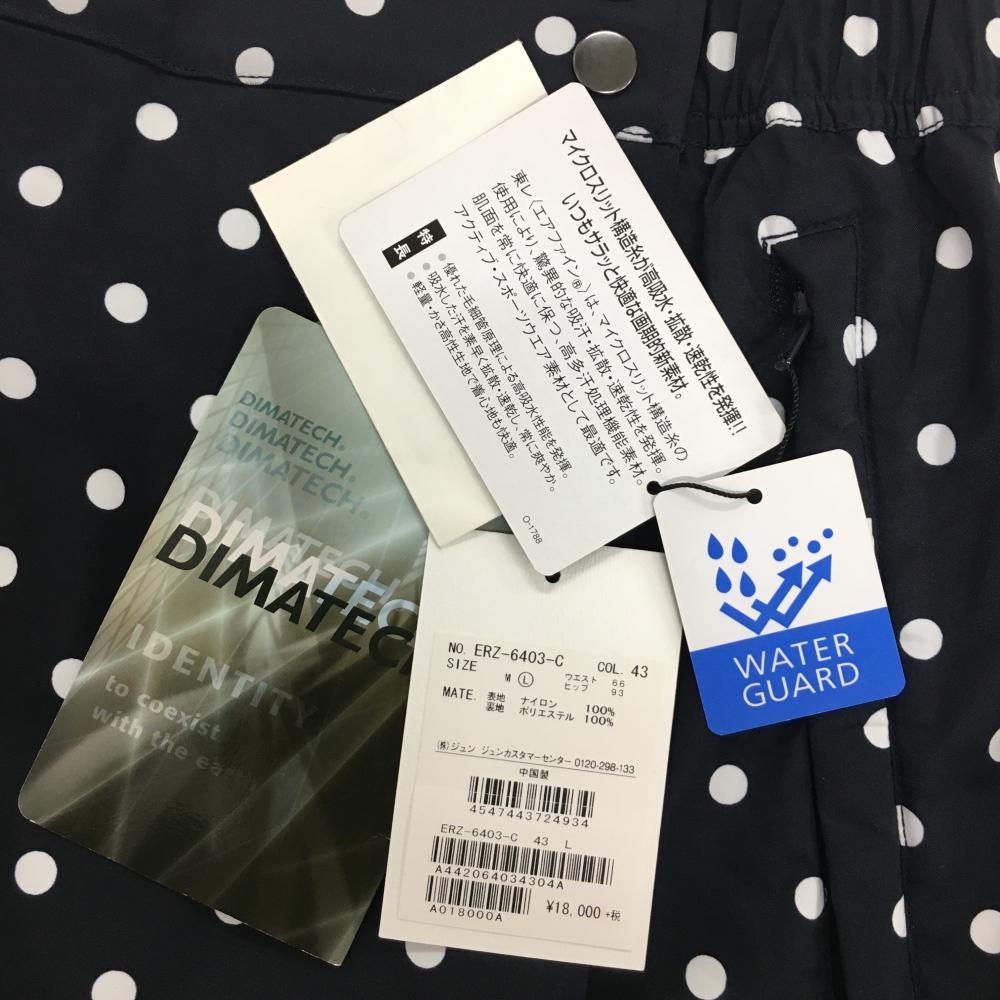 マイクロスリット構造糸が高吸水・拡散・速乾性を発揮!!
いつもサラッと快適な画期的新素材。
東レ〈エアファイン®〉は、マイクロスリット構造糸の
使用により、驚異的な吸汗・拡散・速乾性を発揮。
肌面を常に快適に保つ、高多汗処理機能素材。
アクティブ・スポーツウエア素材として最適です。
特長
●優れた毛細管原理による高吸水性能を発揮。
●吸水した汗を素早く拡散・速乾し、常に爽やか。
●軽量・かさ高性生地で着心地も快適。
O-1788
DIMATECH®
DIMATECH®
DIMATECH®
DIMATECH
DIMATEC
IDENTITY
to coexist
with the earth
WATER
GUARD
NO. ERZ-6403-C COL. 43
SIZE M Ⓛ ウエスト 66
ヒップ 93
MATE. 表地 ナイロン 100%
裏地 ポリエステル 100%
(株)ジュン ジュンカスタマーセンター 0120-298-133
中国製
4547443724934
ERZ-6403-C 43 L
A442064034304A
A018000A
¥18,000+税